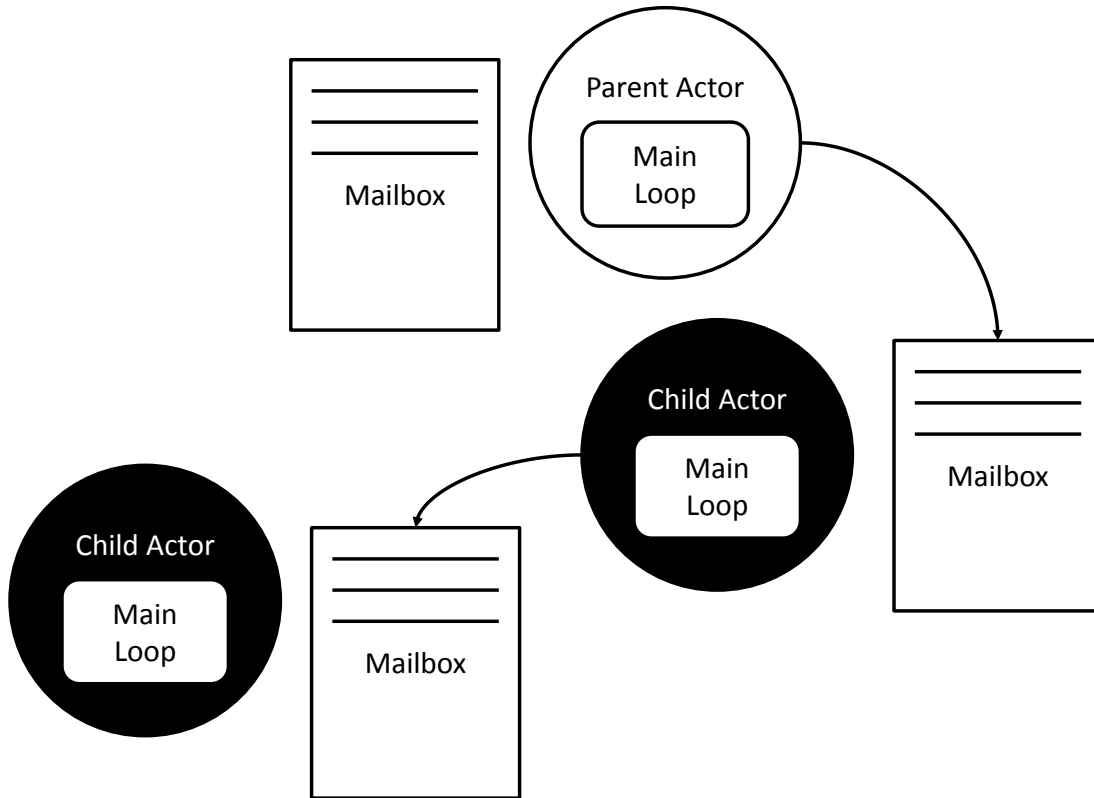 Parent Actor
Main
Loop
Mailbox
Child Actor
Main
Loop
Mailbox
Child Actor
Main
Loop
Mailbox